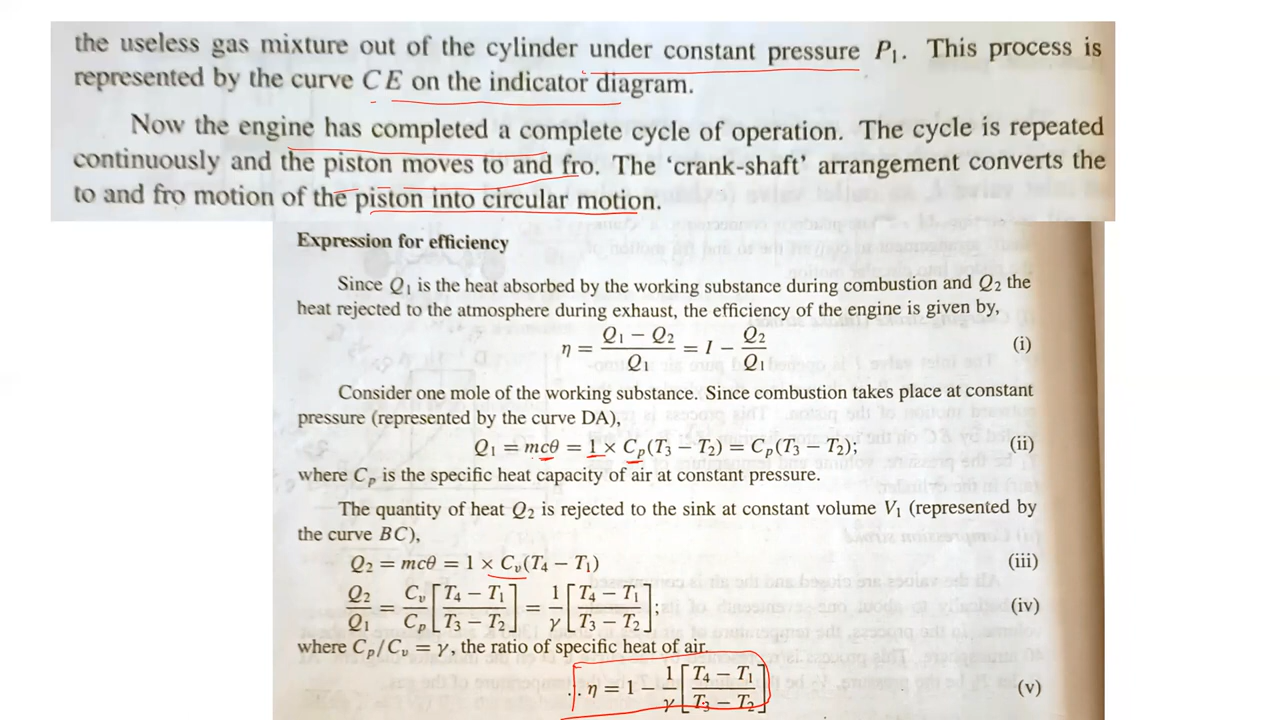 the useless gas mixture out of the cylinder under constant pressure P₁. This process is
represented by the curve CE on the indicator diagram.
Now the engine has completed a complete cycle of operation. The cycle is repeated
continuously and the piston moves to and fro. The ‘crank-shaft’ arrangement converts the
to and fro motion of the piston into circular motion.
Expression for efficiency
Since Q₁ is the heat absorbed by the working substance during combustion and Q₂ the
heat rejected to the atmosphere during exhaust, the efficiency of the engine is given by,
η = (Q₁ − Q₂)/Q₁ = 1 − Q₂/Q₁ (i)
Consider one mole of the working substance. Since combustion takes place at constant
pressure (represented by the curve DA),
Q₁ = mcθ = 1 × Cₚ(T₃ − T₂) = Cₚ(T₃ − T₂); (ii)
where Cₚ is the specific heat capacity of air at constant pressure.
The quantity of heat Q₂ is rejected to the sink at constant volume V₁ (represented by
the curve BC),
Q₂ = mcθ = 1 × Cᵥ(T₄ − T₁) (iii)
Q₂/Q₁ = Cᵥ/Cₚ [(T₄ − T₁)/(T₃ − T₂)] = 1/γ [(T₄ − T₁)/(T₃ − T₂)]; (iv)
where Cₚ/Cᵥ = γ, the ratio of specific heat of air.
∴ η = 1 − 1/γ [(T₄ − T₁)/(T₃ − T₂)] (v)